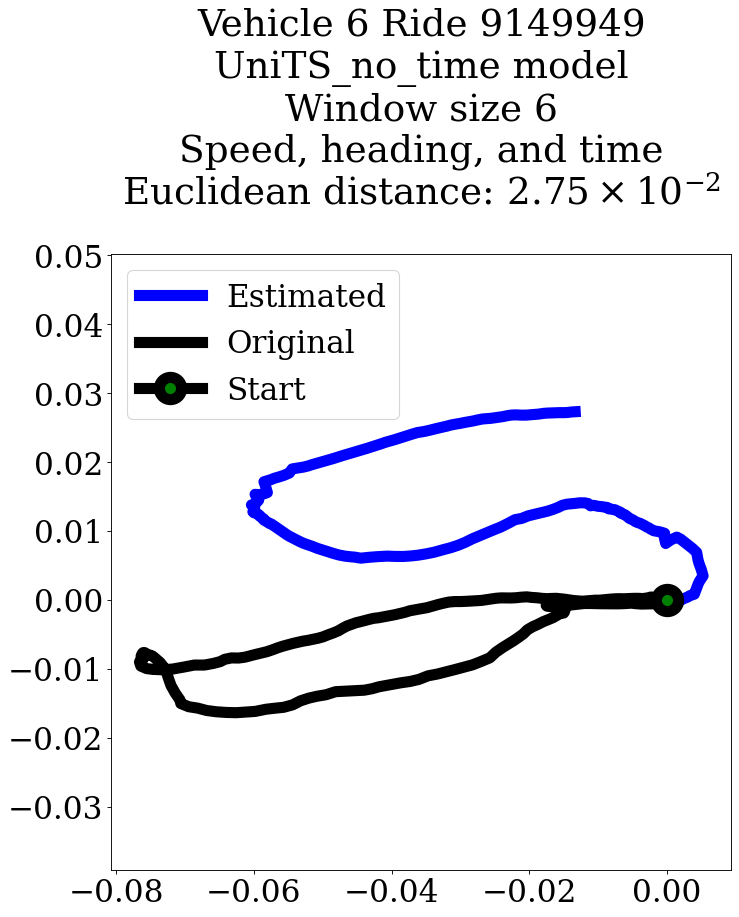 Vehicle 6 Ride 9149949
UniTS_no_time model
Window size 6
Speed, heading, and time
Euclidean distance: 2.75 × 10⁻²
0.05
0.04
0.03
0.02
0.01
0.00
−0.01
−0.02
−0.03
Estimated
Original
Start
−0.08 −0.06 −0.04 −0.02 0.00